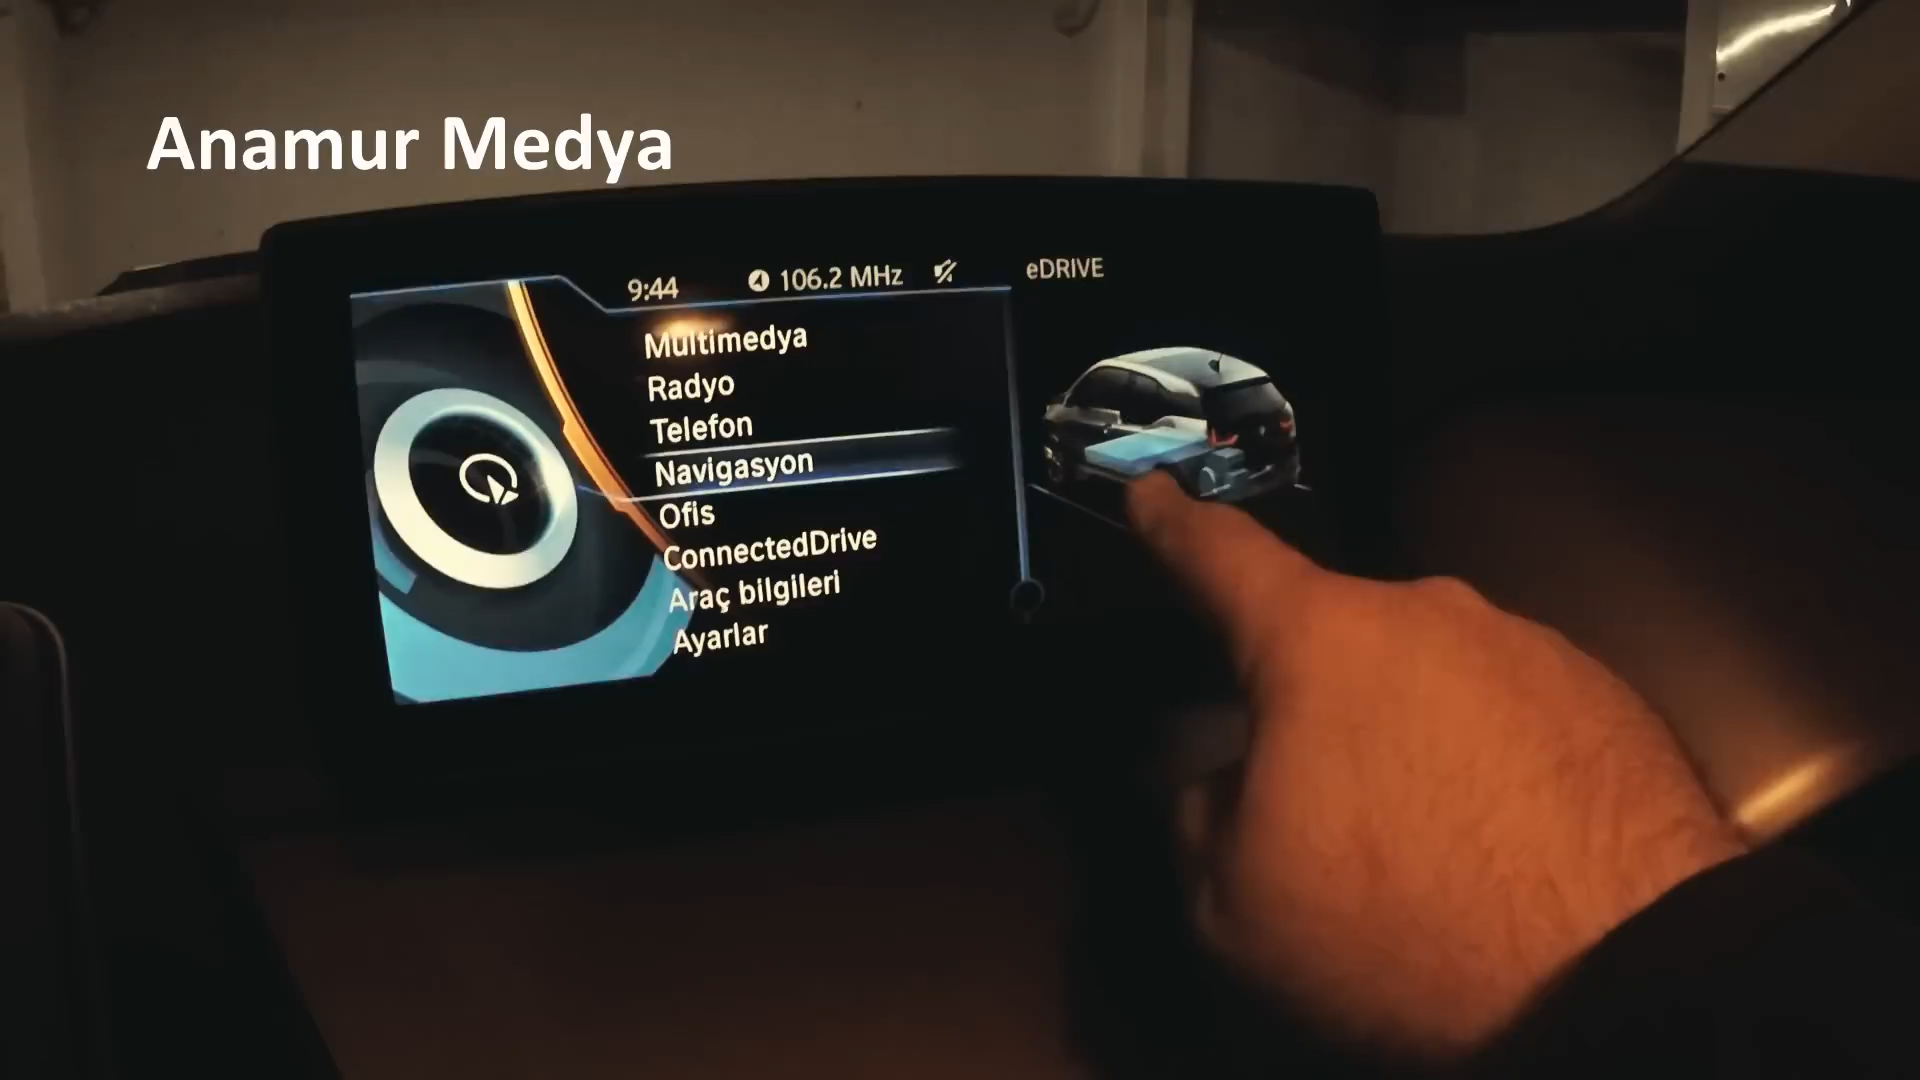 Anamur Medya
9:44 106.2 MHz eDRIVE
Multimedya
Radyo
Telefon
Navigasyon
Ofis
ConnectedDrive
Araç bilgileri
Ayarlar